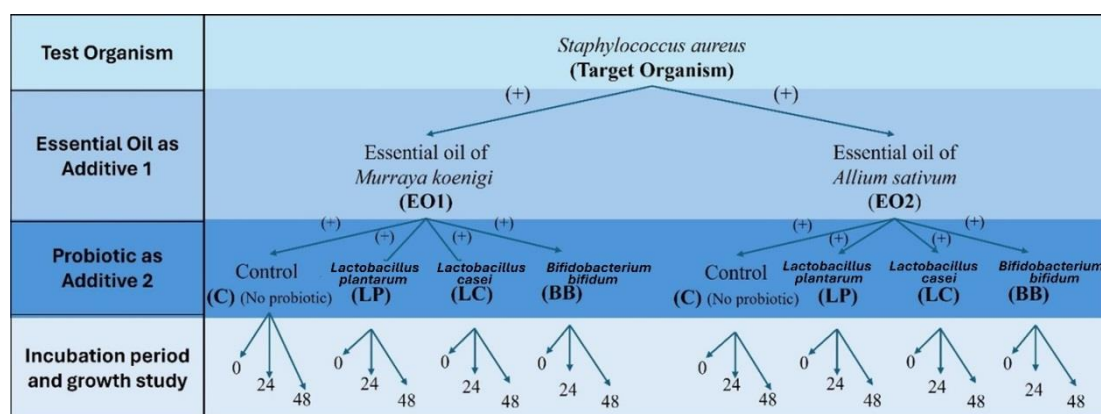 Test Organism
Staphylococcus aureus
(Target Organism)
(+)
(+)
Essential Oil as
Additive 1
Essential oil of
Murraya koenigi
(EO1)
Essential oil of
Allium sativum
(EO2)
(+)
(+)
(+)
(+)
(+)
(+)
(+)
(+)
Probiotic as
Additive 2
Control
(C) (No probiotic)
Lactobacillus
plantarum
(LP)
Lactobacillus
casei
(LC)
Bifidobacterium
bifidum
(BB)
Control
(C) (No probiotic)
Lactobacillus
plantarum
(LP)
Lactobacillus
casei
(LC)
Bifidobacterium
bifidum
(BB)
Incubation period
and growth study
0
24
48
0
24
48
0
24
48
0
24
48
0
24
48
0
24
48
0
24
48
0
24
48